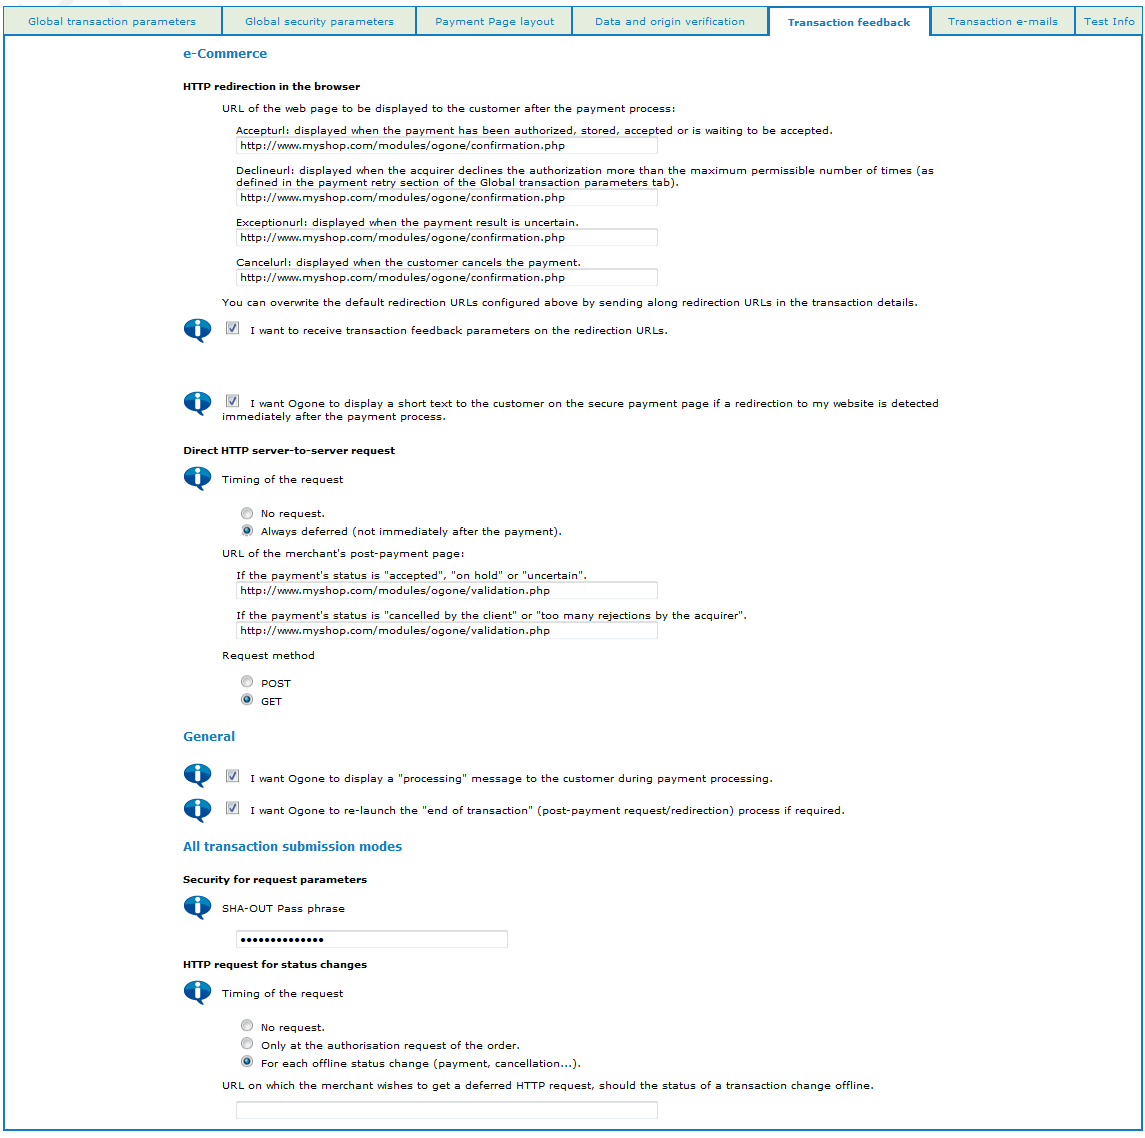 Global transaction parameters
Global security parameters
Payment Page layout
Data and origin verification
Transaction feedback
Transaction e-mails
Test Info
e-Commerce
HTTP redirection in the browser
URL of the web page to be displayed to the customer after the payment process:
Accepturl: displayed when the payment has been authorized, stored, accepted or is waiting to be accepted.
http://www.myshop.com/modules/ogone/confirmation.php
Declineurl: displayed when the acquirer declines the authorization more than the maximum permissible number of times (as
defined in the payment retry section of the Global transaction parameters tab).
http://www.myshop.com/modules/ogone/confirmation.php
Exceptionurl: displayed when the payment result is uncertain.
http://www.myshop.com/modules/ogone/confirmation.php
Cancelurl: displayed when the customer cancels the payment.
http://www.myshop.com/modules/ogone/confirmation.php
You can overwrite the default redirection URLs configured above by sending along redirection URLs in the transaction details.
I want to receive transaction feedback parameters on the redirection URLs.
I want Ogone to display a short text to the customer on the secure payment page if a redirection to my website is detected
immediately after the payment process.
Direct HTTP server-to-server request
Timing of the request
No request.
Always deferred (not immediately after the payment).
URL of the merchant's post-payment page:
If the payment's status is "accepted", "on hold" or "uncertain".
http://www.myshop.com/modules/ogone/validation.php
If the payment's status is "cancelled by the client" or "too many rejections by the acquirer".
http://www.myshop.com/modules/ogone/validation.php
Request method
POST
GET
General
I want Ogone to display a "processing" message to the customer during payment processing.
I want Ogone to re-launch the "end of transaction" (post-payment request/redirection) process if required.
All transaction submission modes
Security for request parameters
SHA-OUT Pass phrase
••••••••••••••
HTTP request for status changes
Timing of the request
No request.
Only at the authorisation request of the order.
For each offline status change (payment, cancellation...).
URL on which the merchant wishes to get a deferred HTTP request, should the status of a transaction change offline.